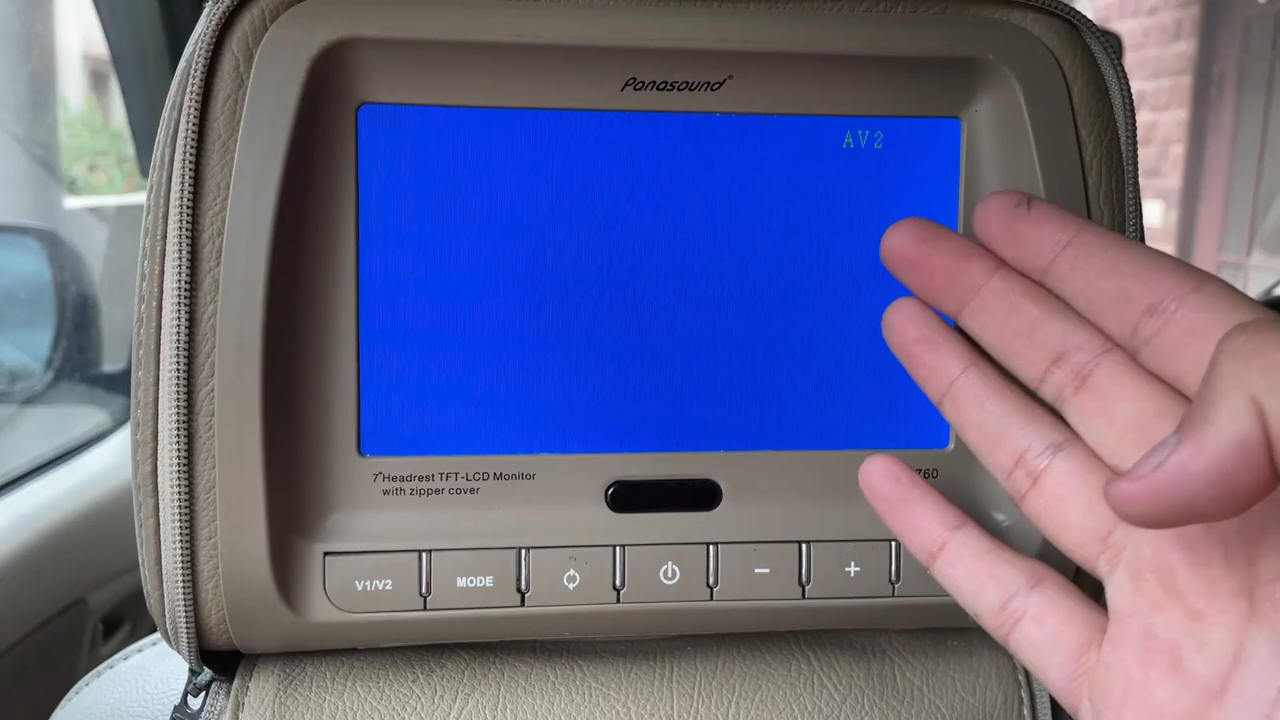 Panasound®
AV2
7"Headrest TFT-LCD Monitor
with zipper cover
760
V1/V2
MODE